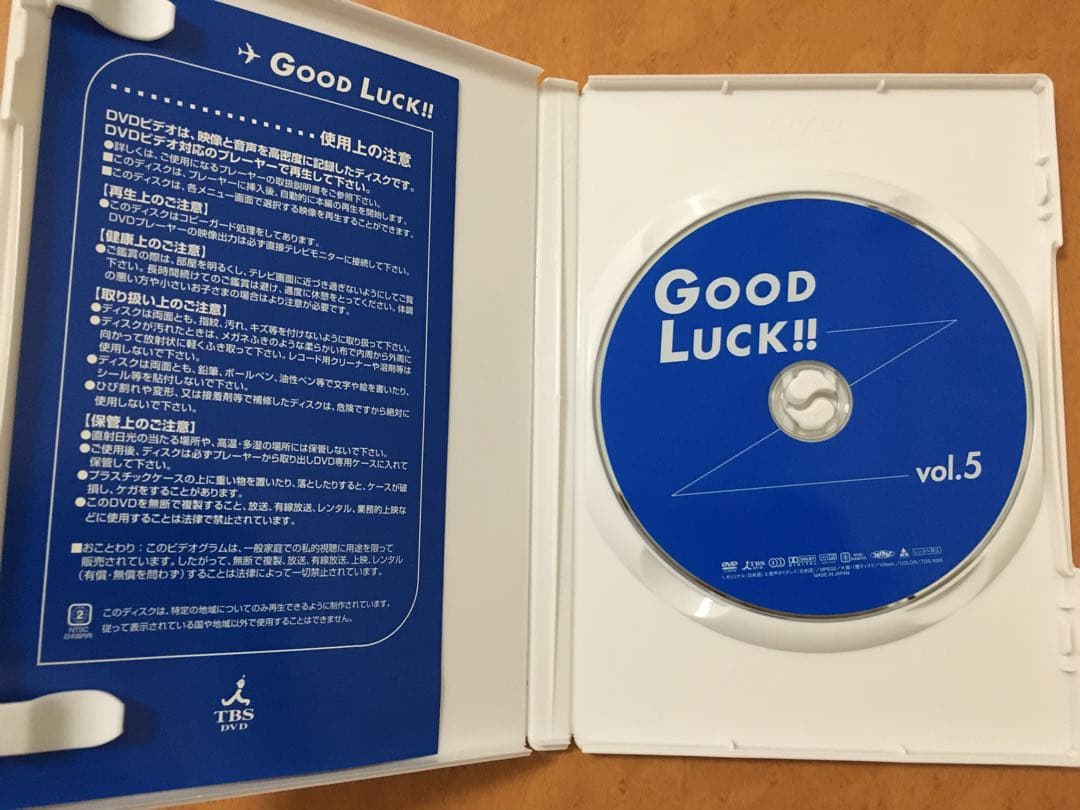 GOOD LUCK!!
使用上の注意
DVDビデオは、映像と音声を高密度に記録したディスクです。
DVDビデオ対応のプレーヤーで再生して下さい。
●詳しくは、ご使用になるプレーヤーの取扱説明書をご参照下さい。
■このディスクは、プレーヤーに挿入後、自動的に本編の再生を開始します。
■このディスクは、各メニュー画面で選択する映像を再生することができます。
【再生上のご注意】
●このディスクはコピーガード処理をしてあります。
DVDプレーヤーの映像出力は必ず直接テレビモニターに接続して下さい。
【健康上のご注意】
●ご鑑賞の際は、部屋を明るくし、テレビ画面に近づき過ぎないようにしてご覧
下さい。長時間続けてのご鑑賞は避け、適度に休憩をとってください。体調
の悪い方や小さいお子さまの場合はより注意が必要です。
【取り扱い上のご注意】
●ディスクは両面とも、指紋、汚れ、キズ等を付けないように取り扱って下さい。
●ディスクが汚れたときは、メガネふきのような柔らかい布で内周から外周に
向かって放射状に軽くふき取って下さい。レコード用クリーナーや溶剤等は
使用しないで下さい。
●ディスクは両面とも、鉛筆、ボールペン、油性ペン等で文字や絵を書いたり、
シール等を貼付しないで下さい。
●ひび割れや変形、又は接着剤等で補修したディスクは、危険ですから絶対に
使用しないで下さい。
【保管上のご注意】
●直射日光の当たる場所や、高温・多湿の場所には保管しないで下さい。
●ご使用後、ディスクは必ずプレーヤーから取り出しDVD専用ケースに入れて
保管して下さい。
●プラスチックケースの上に重い物を置いたり、落としたりすると、ケースが破
損し、ケガをすることがあります。
●このDVDを無断で複製すること、放送、有線放送、レンタル、業務的上映な
どに使用することは法律で禁止されています。
■おことわり：このビデオグラムは、一般家庭での私的視聴に用途を限って
販売されています。したがって、無断で複製、放送、有線放送、上映、レンタル
（有償・無償を問わず）することは法律によって一切禁止されています。
2
NTSC
日本国内向
このディスクは、特定の地域についてのみ再生できるように制作されています。
従って表示されている国や地域以外で使用することはできません。
TBS
DVD
GOOD
LUCK!!
vol.5
DVD TBS レンタル禁止
MADE IN JAPAN